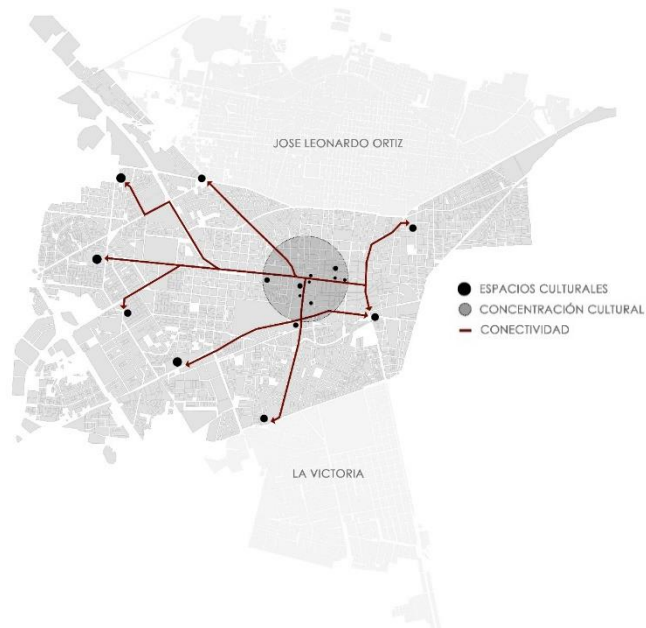 JOSE LEONARDO ORTIZ
ESPACIOS CULTURALES
CONCENTRACIÓN CULTURAL
CONECTIVIDAD
LA VICTORIA